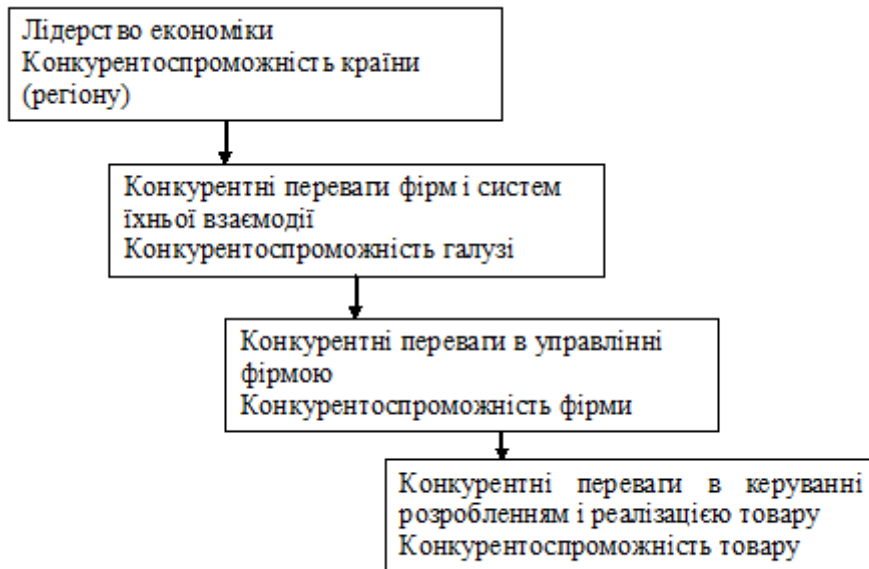 Лідерство економіки
Конкурентоспроможність країни
(регіону)
Конкурентні переваги фірм і систем
їхньої взаємодії
Конкурентоспроможність галузі
Конкурентні переваги в управлінні
фірмою
Конкурентоспроможність фірми
Конкурентні переваги в керуванні
розробленням і реалізацією товару
Конкурентоспроможність товару